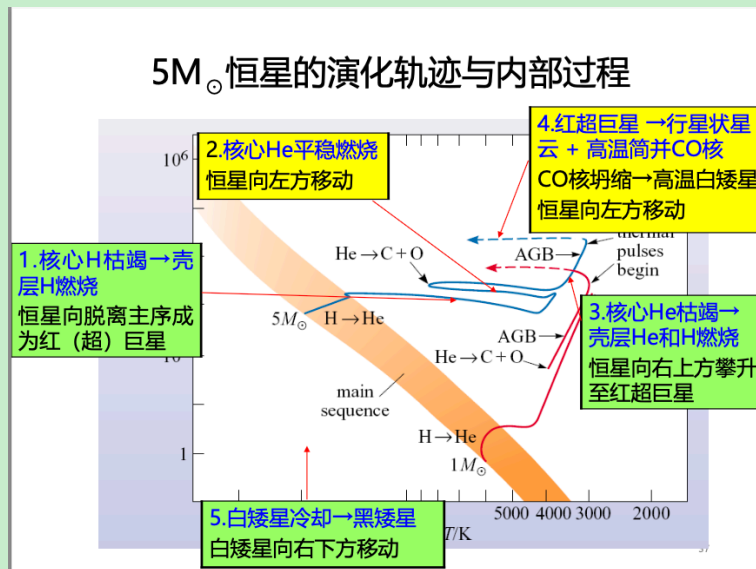 5M⊙恒星的演化轨迹与内部过程
2.核心He平稳燃烧
恒星向左方移动
4.红超巨星 →行星状星
云 + 高温简并CO核
CO核坍缩→高温白矮星
恒星向左方移动
10⁶
thermal
pulses
begin
He→C+O
AGB
1.核心H枯竭→壳
层H燃烧
恒星向脱离主序成
为红（超）巨星
5M⊙
H→He
3.核心He枯竭→
壳层He和H燃烧
恒星向右上方攀升
至红超巨星
10
AGB
He→C+O
main
sequence
H→He
1
1M⊙
5000 4000 3000 2000
T/K
5.白矮星冷却→黑矮星
白矮星向右下方移动
37